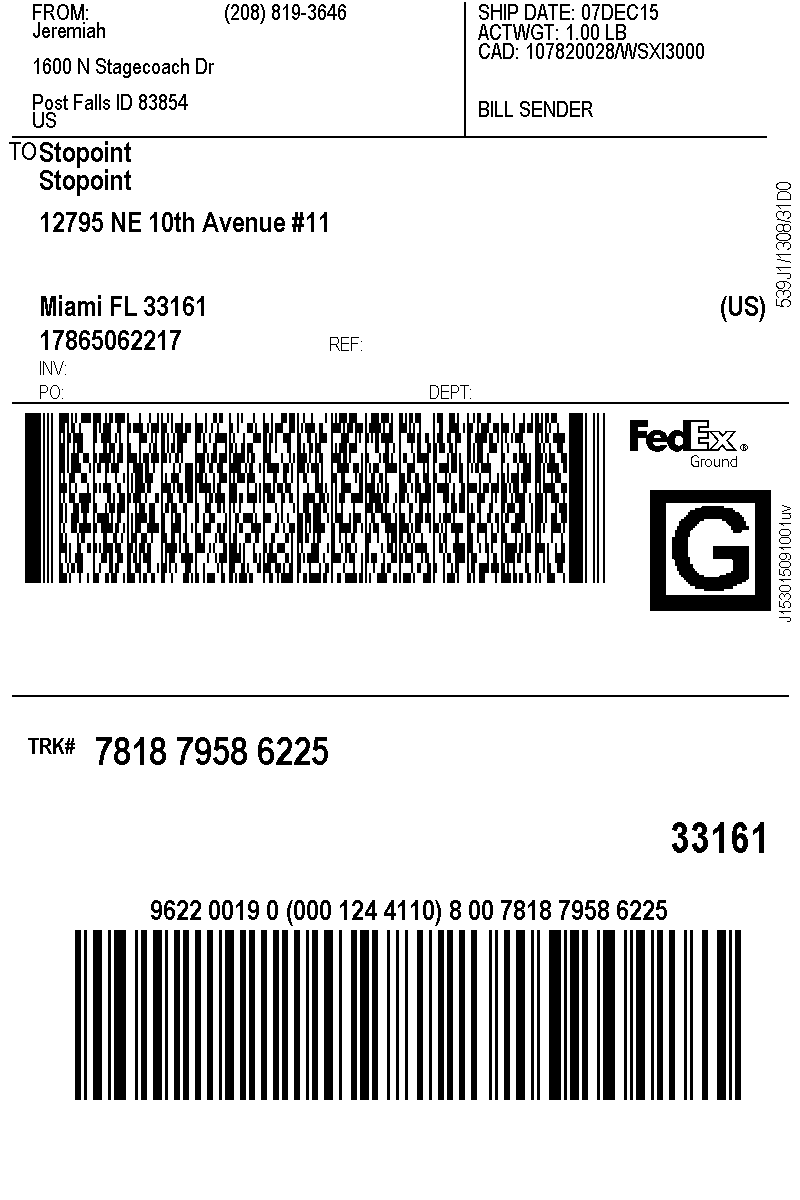 FROM: (208) 819-3646
Jeremiah
1600 N Stagecoach Dr
Post Falls ID 83854
US
SHIP DATE: 07DEC15
ACTWGT: 1.00 LB
CAD: 107820028/WSXI3000
BILL SENDER
TO Stopoint
Stopoint
12795 NE 10th Avenue #11
Miami FL 33161 (US)
17865062217 REF:
INV:
PO: DEPT:
539J1/1308/31D0
FedEx®
Ground
G
J153015091001uv
TRK# 7818 7958 6225
33161
9622 0019 0 (000 124 4110) 8 00 7818 7958 6225